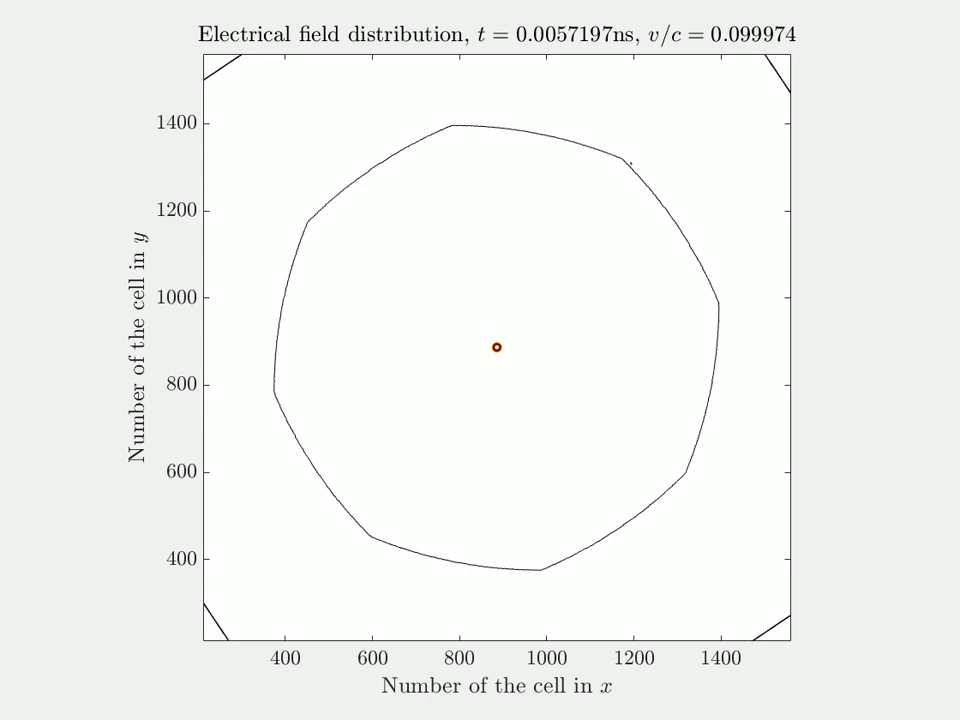 Electrical field distribution, t = 0.0057197ns, v/c = 0.099974
1400
1200
1000
800
600
400
Number of the cell in y
400 600 800 1000 1200 1400
Number of the cell in x